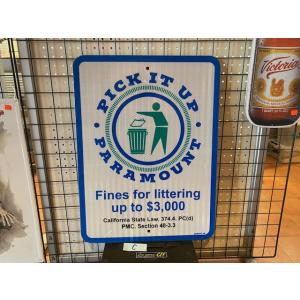 PICK IT UP
PARAMOUNT
Fines for littering
up to $3,000
California State Law, 374.4. PC(d)
PMC. Section 48-3.3
Victoria